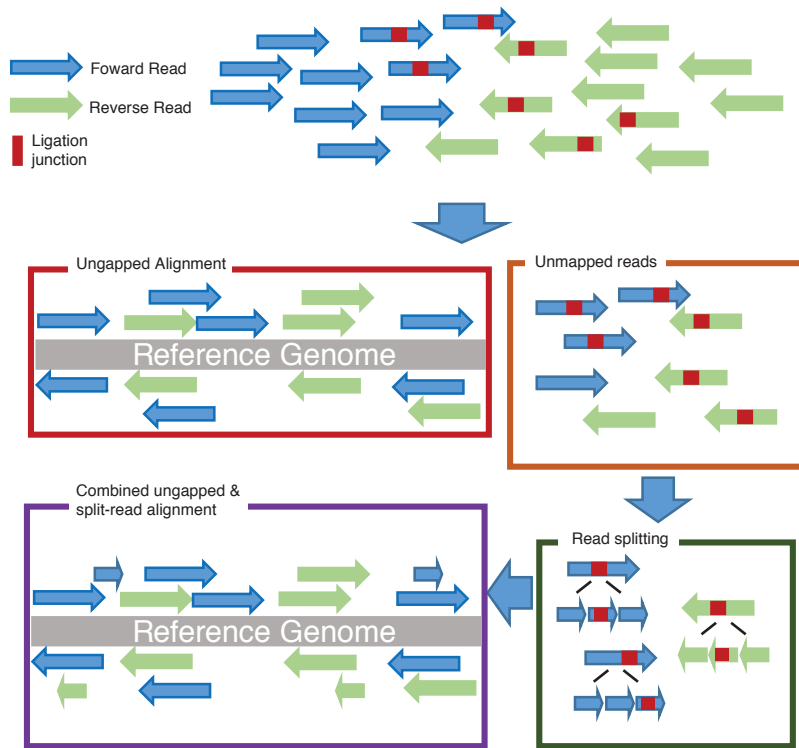 Foward Read
Reverse Read
Ligation
junction
Ungapped Alignment
Reference Genome
Unmapped reads
Combined ungapped &
split-read alignment
Reference Genome
Read splitting